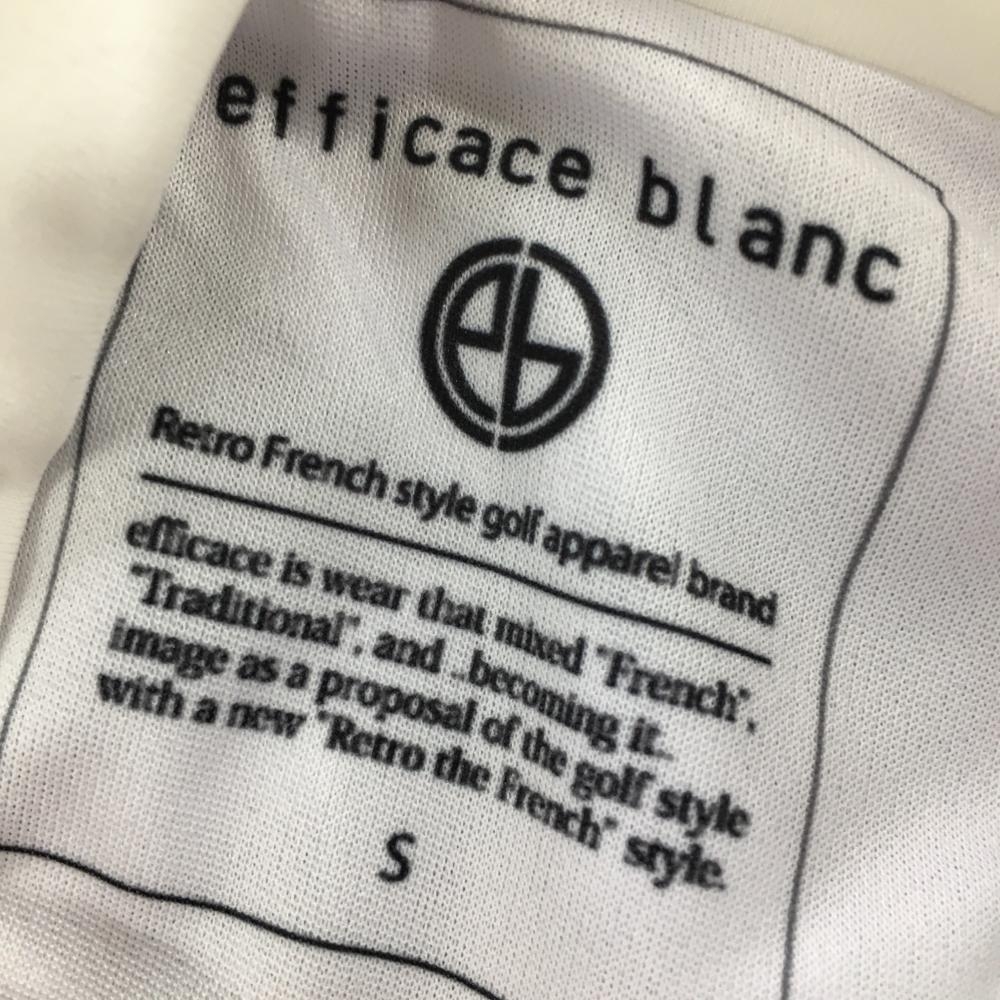 efficace blanc
eb
Retro French style golf apparel brand
efficace is wear that mixed "French",
"Traditional", and ..becoming it..
image as a proposal of the golf style
with a new "Retro the French" style.
S